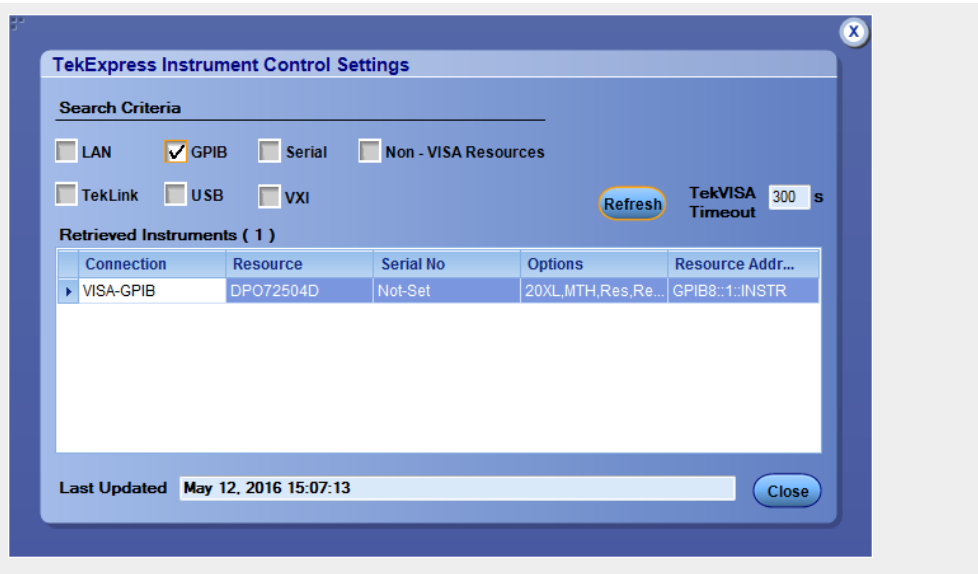 X
TekExpress Instrument Control Settings
Search Criteria
LAN GPIB Serial Non - VISA Resources
TekLink USB VXI Refresh TekVISA Timeout 300 s
Retrieved Instruments ( 1 )
Connection Resource Serial No Options Resource Addr...
VISA-GPIB DPO72504D Not-Set 20XL,MTH,Res,Re... GPIB8::1::INSTR
Last Updated May 12, 2016 15:07:13 Close